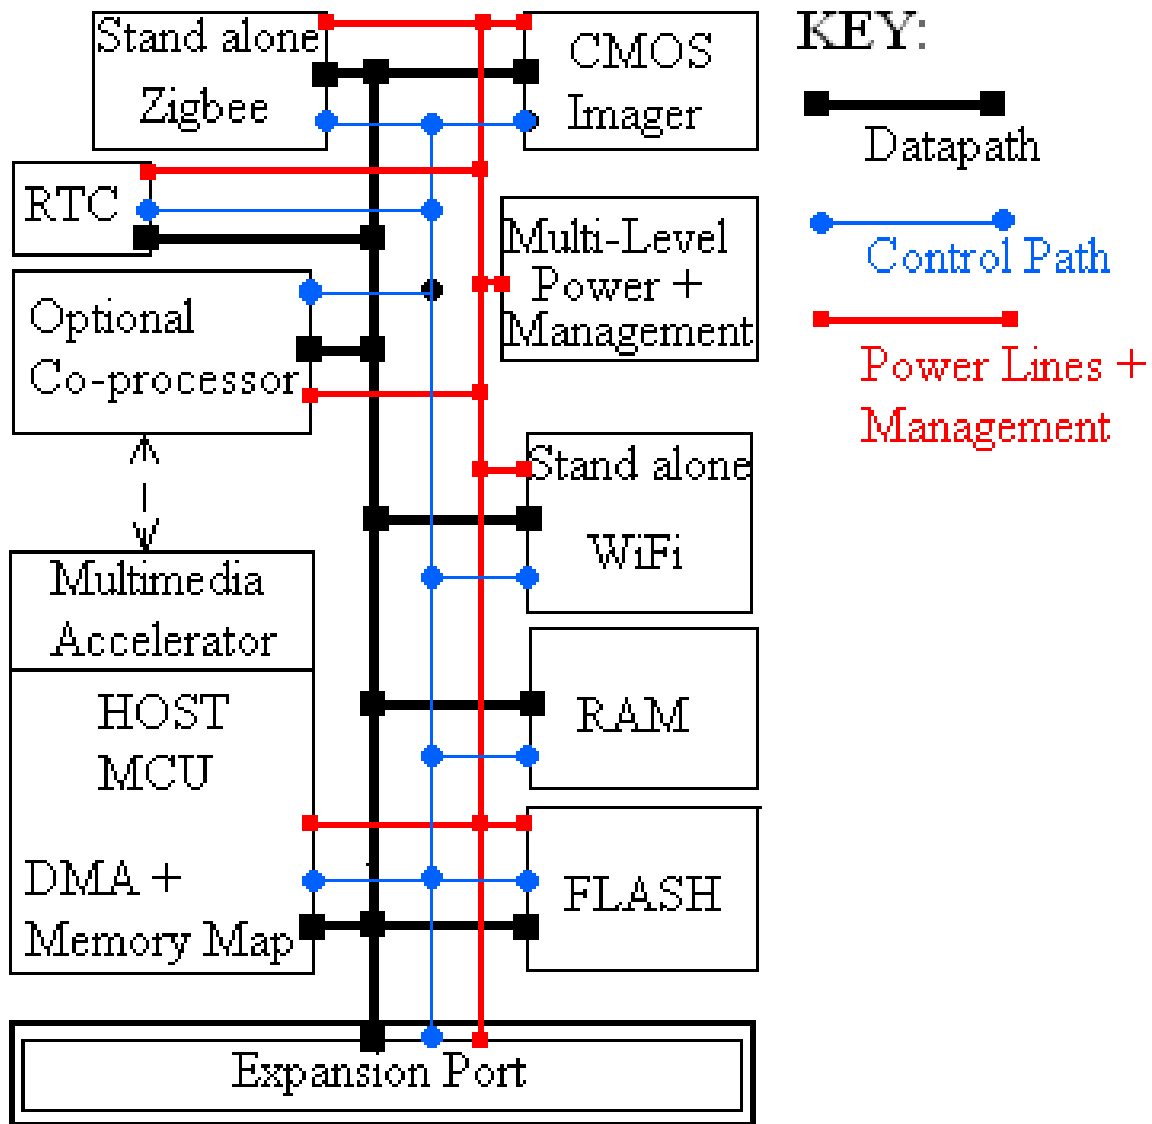 Stand alone
Zigbee
CMOS
Imager
KEY:
Datapath
RTC
Control Path
Multi-Level
Power +
Management
Optional
Co-processor
Power Lines +
Management
Stand alone
WiFi
Multimedia
Accelerator
HOST
MCU
RAM
DMA +
Memory Map
FLASH
Expansion Port